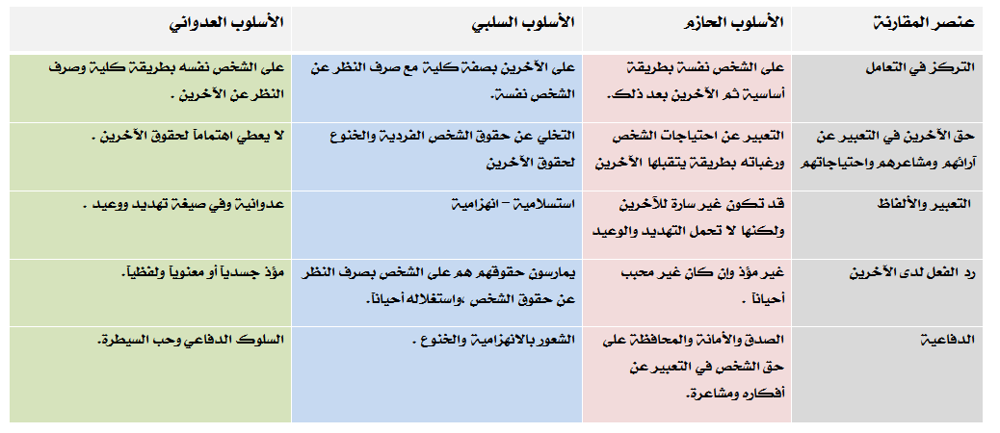 عنصر المقارنة
الأسلوب الحازم
الأسلوب السلبي
الأسلوب العدواني
التركز في التعامل
على الشخص نفسة بطريقة
أساسية ثم الآخرين بعد ذلك.
على الآخرين بصفة كلية مع صرف النظر عن
الشخص نفسة.
على الشخص نفسه بطريقة كلية وصرف
النظر عن الآخرين .
حق الآخرين في التعبير عن
آرائهم ومشاعرهم واحتياجاتهم
التعبير عن احتياجات الشخص
ورغباته بطريقة يتقبلها الآخرين
التخلي عن حقوق الشخص الفردية والخنوع
لحقوق الآخرين
لا يعطي اهتماماً لحقوق الآخرين .
التعبير والألفاظ
قد تكون غير سارة للآخرين
ولكنها لا تحمل التهديد والوعيد
استسلامية – انهزامية
عدوانية وفي صيغة تهديد ووعيد .
رد الفعل لدى الآخرين
غير مؤذ وان كان غير محبب
أحياناً .
يمارسون حقوقهم هم على الشخص بصرف النظر
عن حقوق الشخص ،واستغلاله أحياناً.
مؤذ جسدياً أو معنوياً ولفظياً.
الدفاعية
الصدق والأمانة والمحافظة على
حق الشخص في التعبير عن
أفكاره ومشاعرة.
الشعور بالانهزامية والخنوع .
السلوك الدفاعي وحب السيطرة.